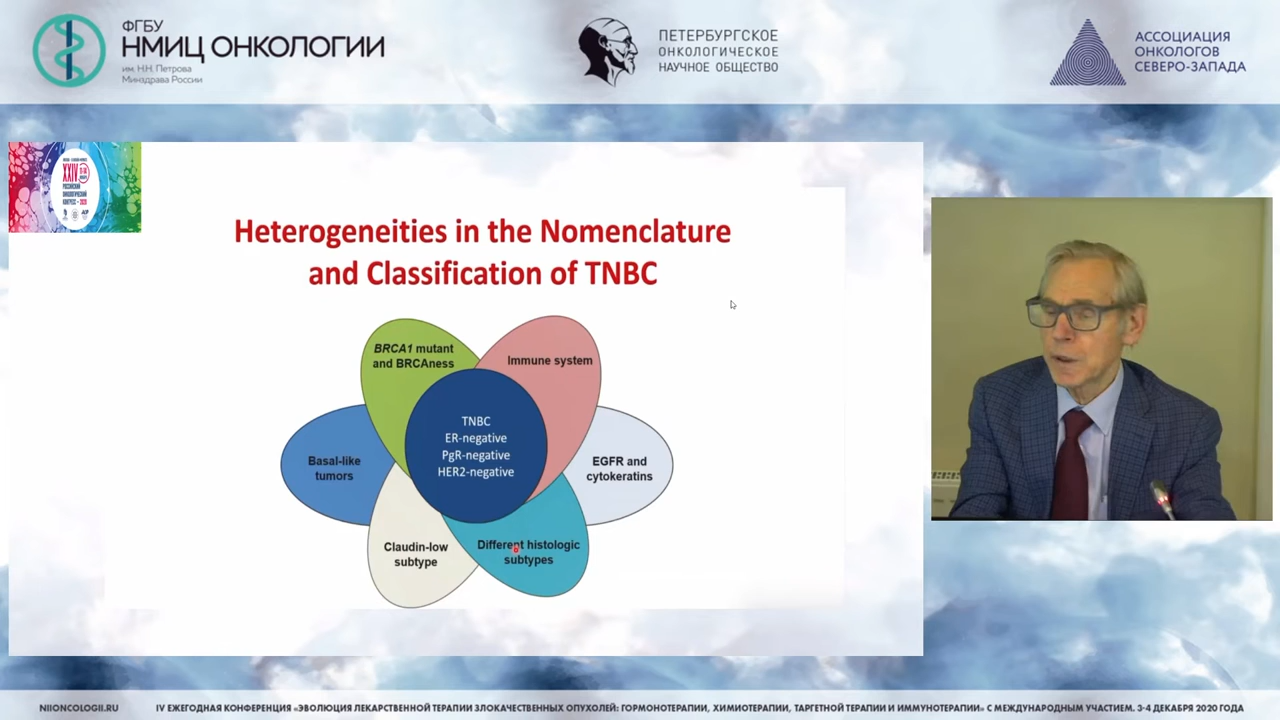 ФГБУ
НМИЦ ОНКОЛОГИИ
им. Н.Н. Петрова
Минздрава России
ПЕТЕРБУРГСКОЕ
ОНКОЛОГИЧЕСКОЕ
НАУЧНОЕ ОБЩЕСТВО
АССОЦИАЦИЯ
ОНКОЛОГОВ
СЕВЕРО-ЗАПАДА
XXIV
Heterogeneities in the Nomenclature
and Classification of TNBC
BRCA1 mutant
and BRCAness
Immune system
TNBC
ER-negative
PgR-negative
HER2-negative
Basal-like
tumors
EGFR and
cytokeratins
Claudin-low
subtype
Different histologic
subtypes
NIIONCOLOGII.RU
IV ЕЖЕГОДНАЯ КОНФЕРЕНЦИЯ «ЭВОЛЮЦИЯ ЛЕКАРСТВЕННОЙ ТЕРАПИИ ЗЛОКАЧЕСТВЕННЫХ ОПУХОЛЕЙ: ГОРМОНОТЕРАПИИ, ХИМИОТЕРАПИИ, ТАРГЕТНОЙ ТЕРАПИИ И ИММУНОТЕРАПИИ» С МЕЖДУНАРОДНЫМ УЧАСТИЕМ. 3-4 ДЕКАБРЯ 2020 ГОДА